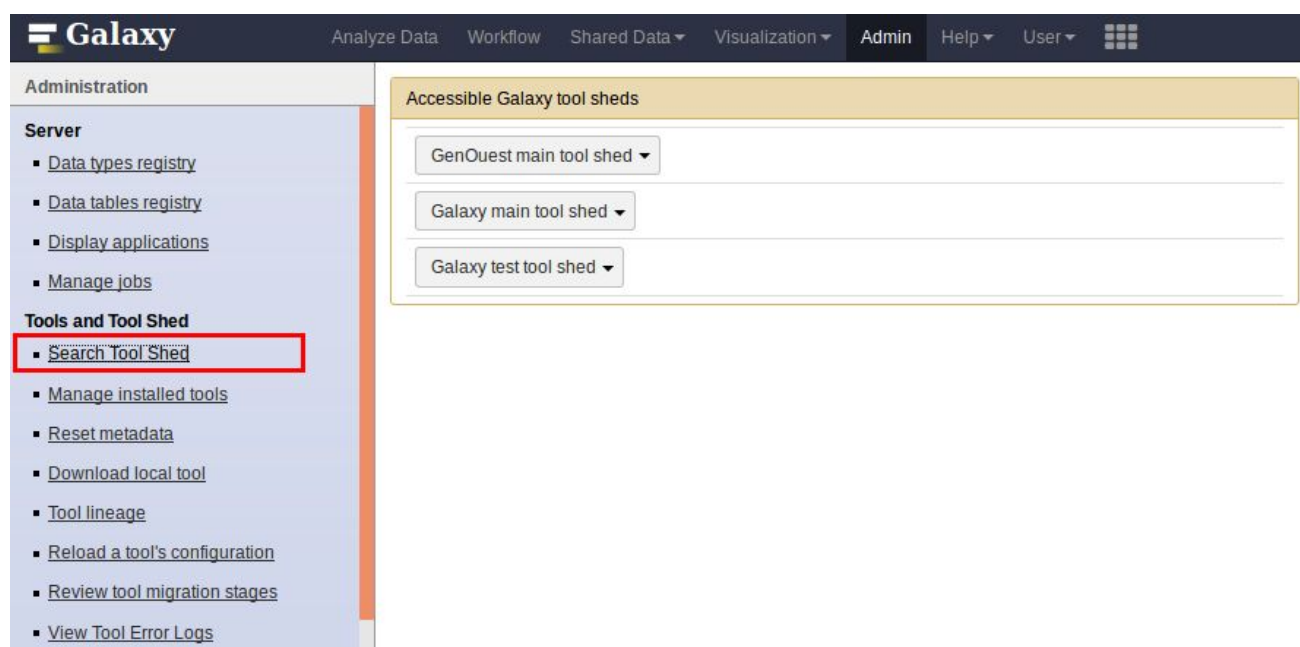 Galaxy
Analyze Data Workflow Shared Data Visualization Admin Help User
Administration
Server
Data types registry
Data tables registry
Display applications
Manage jobs
Tools and Tool Shed
Search Tool Shed
Manage installed tools
Reset metadata
Download local tool
Tool lineage
Reload a tool's configuration
Review tool migration stages
View Tool Error Logs
Accessible Galaxy tool sheds
GenOuest main tool shed
Galaxy main tool shed
Galaxy test tool shed